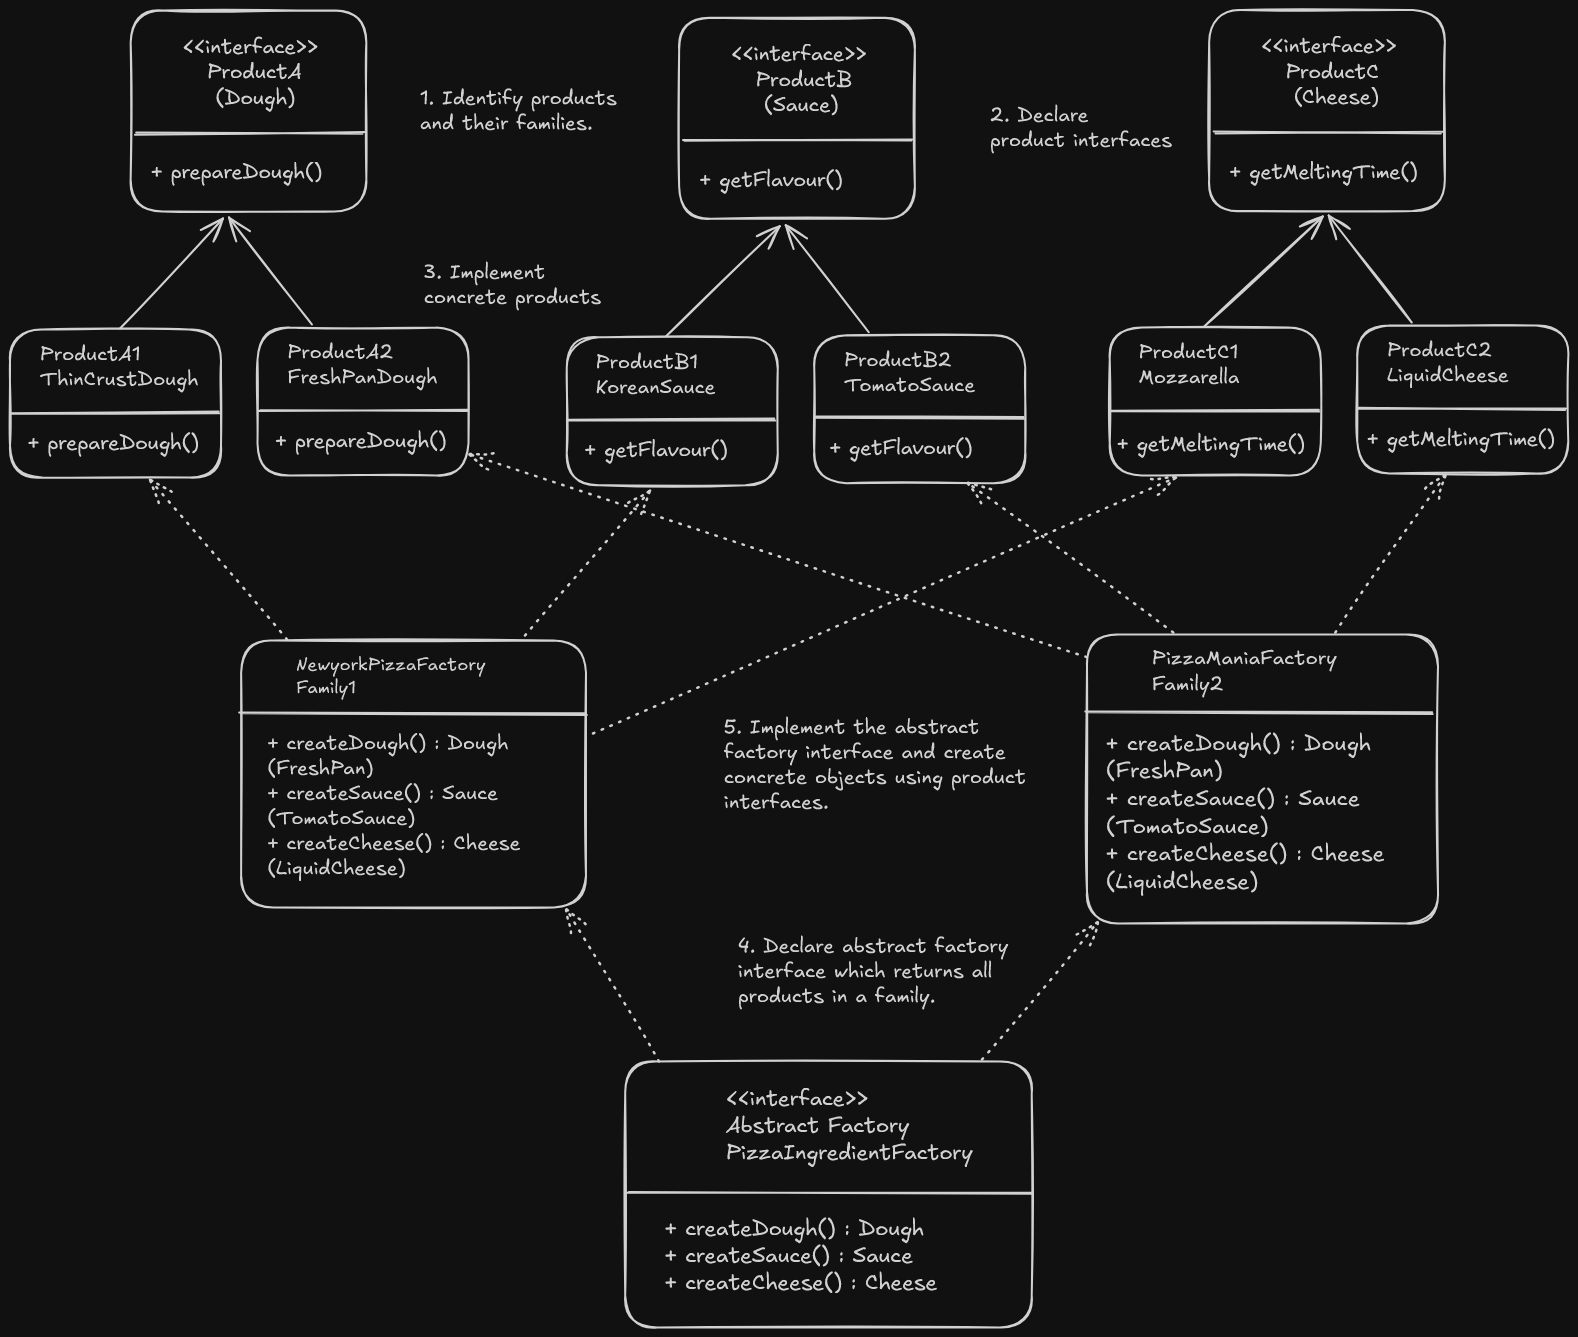 <<interface>>
ProductA
(Dough)
+ prepareDough()
1. Identify products
and their families.
<<interface>>
ProductB
(Sauce)
+ getFlavour()
2. Declare
product interfaces
<<interface>>
ProductC
(Cheese)
+ getMeltingTime()
3. Implement
concrete products
ProductA1
ThinCrustDough
+ prepareDough()
ProductA2
FreshPanDough
+ prepareDough()
ProductB1
KoreanSauce
+ getFlavour()
ProductB2
TomatoSauce
+ getFlavour()
ProductC1
Mozzarella
+ getMeltingTime()
ProductC2
LiquidCheese
+ getMeltingTime()
NewyorkPizzaFactory
Family1
+ createDough() : Dough
(FreshPan)
+ createSauce() : Sauce
(TomatoSauce)
+ createCheese() : Cheese
(LiquidCheese)
5. Implement the abstract
factory interface and create
concrete objects using product
interfaces.
PizzaManiaFactory
Family2
+ createDough() : Dough
(FreshPan)
+ createSauce() : Sauce
(TomatoSauce)
+ createCheese() : Cheese
(LiquidCheese)
4. Declare abstract factory
interface which returns all
products in a family.
<<interface>>
Abstract Factory
PizzaIngredientFactory
+ createDough() : Dough
+ createSauce() : Sauce
+ createCheese() : Cheese